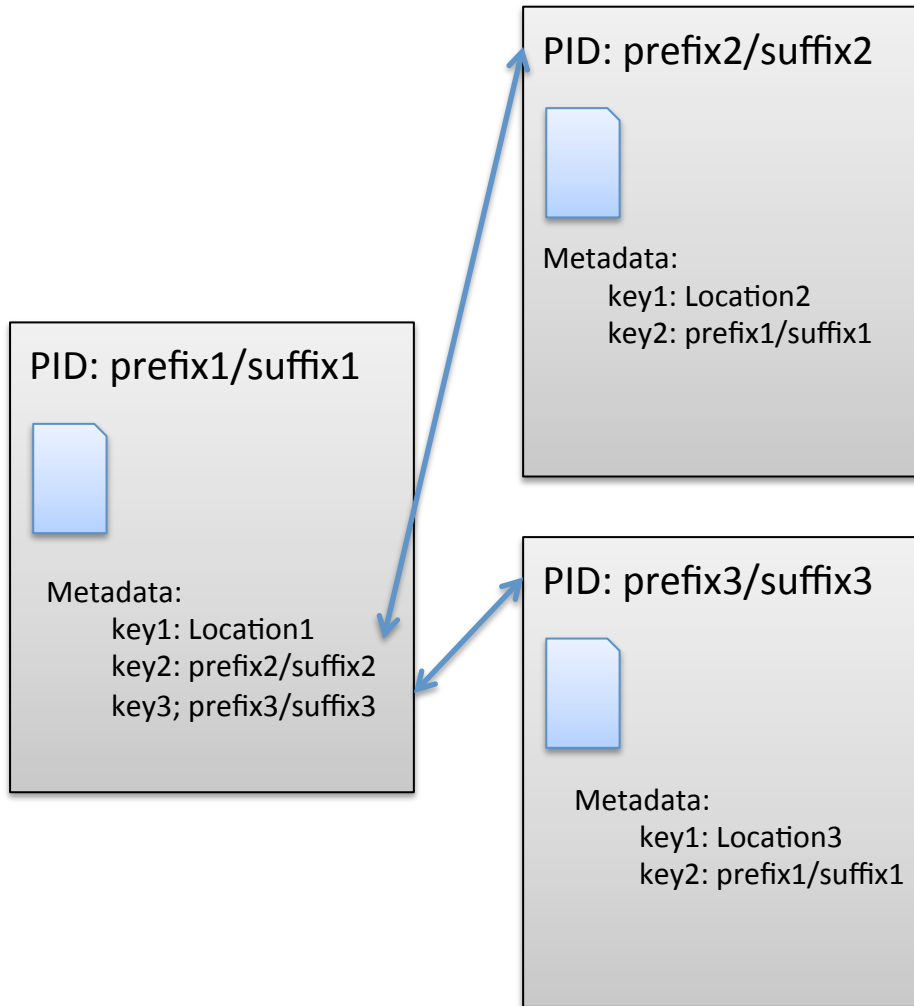 PID: prefix1/suffix1
Metadata:
key1: Location1
key2: prefix2/suffix2
key3; prefix3/suffix3
PID: prefix2/suffix2
Metadata:
key1: Location2
key2: prefix1/suffix1
PID: prefix3/suffix3
Metadata:
key1: Location3
key2: prefix1/suffix1